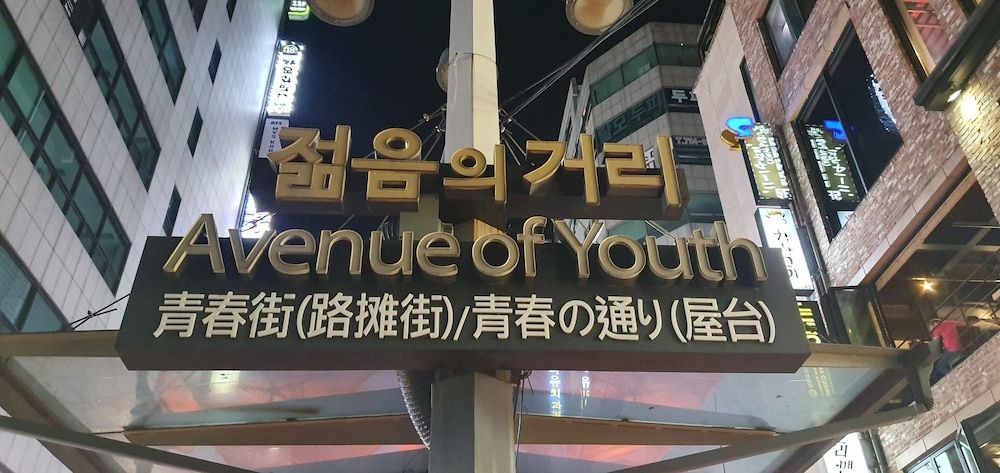 젊음의 거리
Avenue of Youth
青春街(路摊街)/青春の通り(屋台)